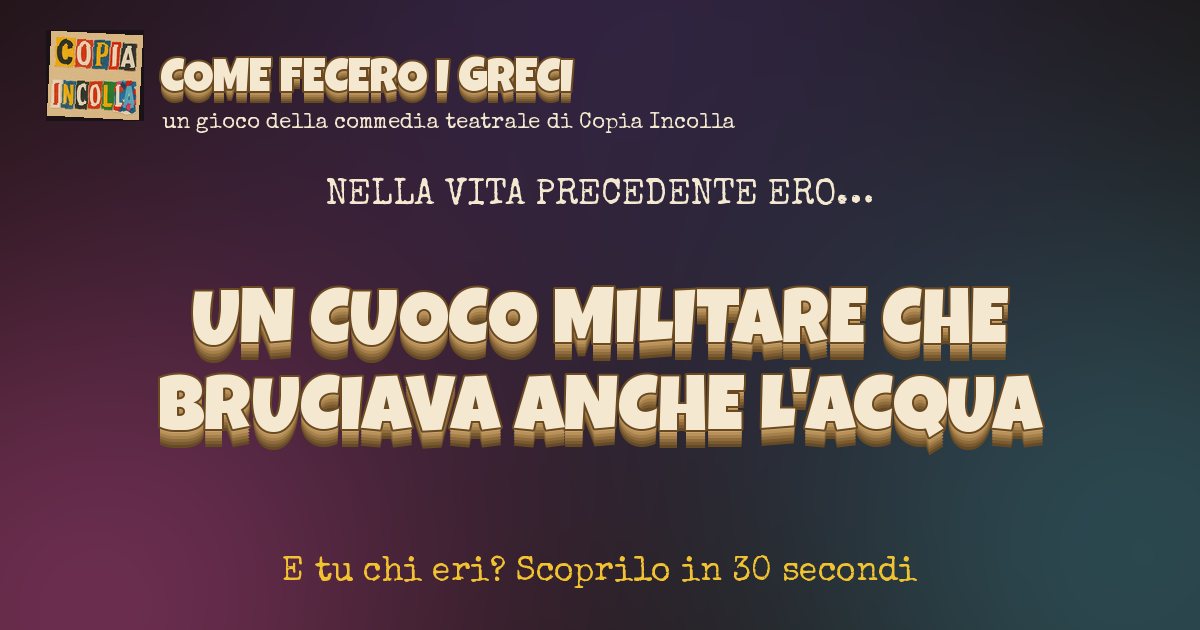 COPIA
INCOLLA
COME FECERO I GRECI
un gioco della commedia teatrale di Copia Incolla
NELLA VITA PRECEDENTE ERO...
UN CUOCO MILITARE CHE
BRUCIAVA ANCHE L'ACQUA
E tu chi eri? Scoprilo in 30 secondi